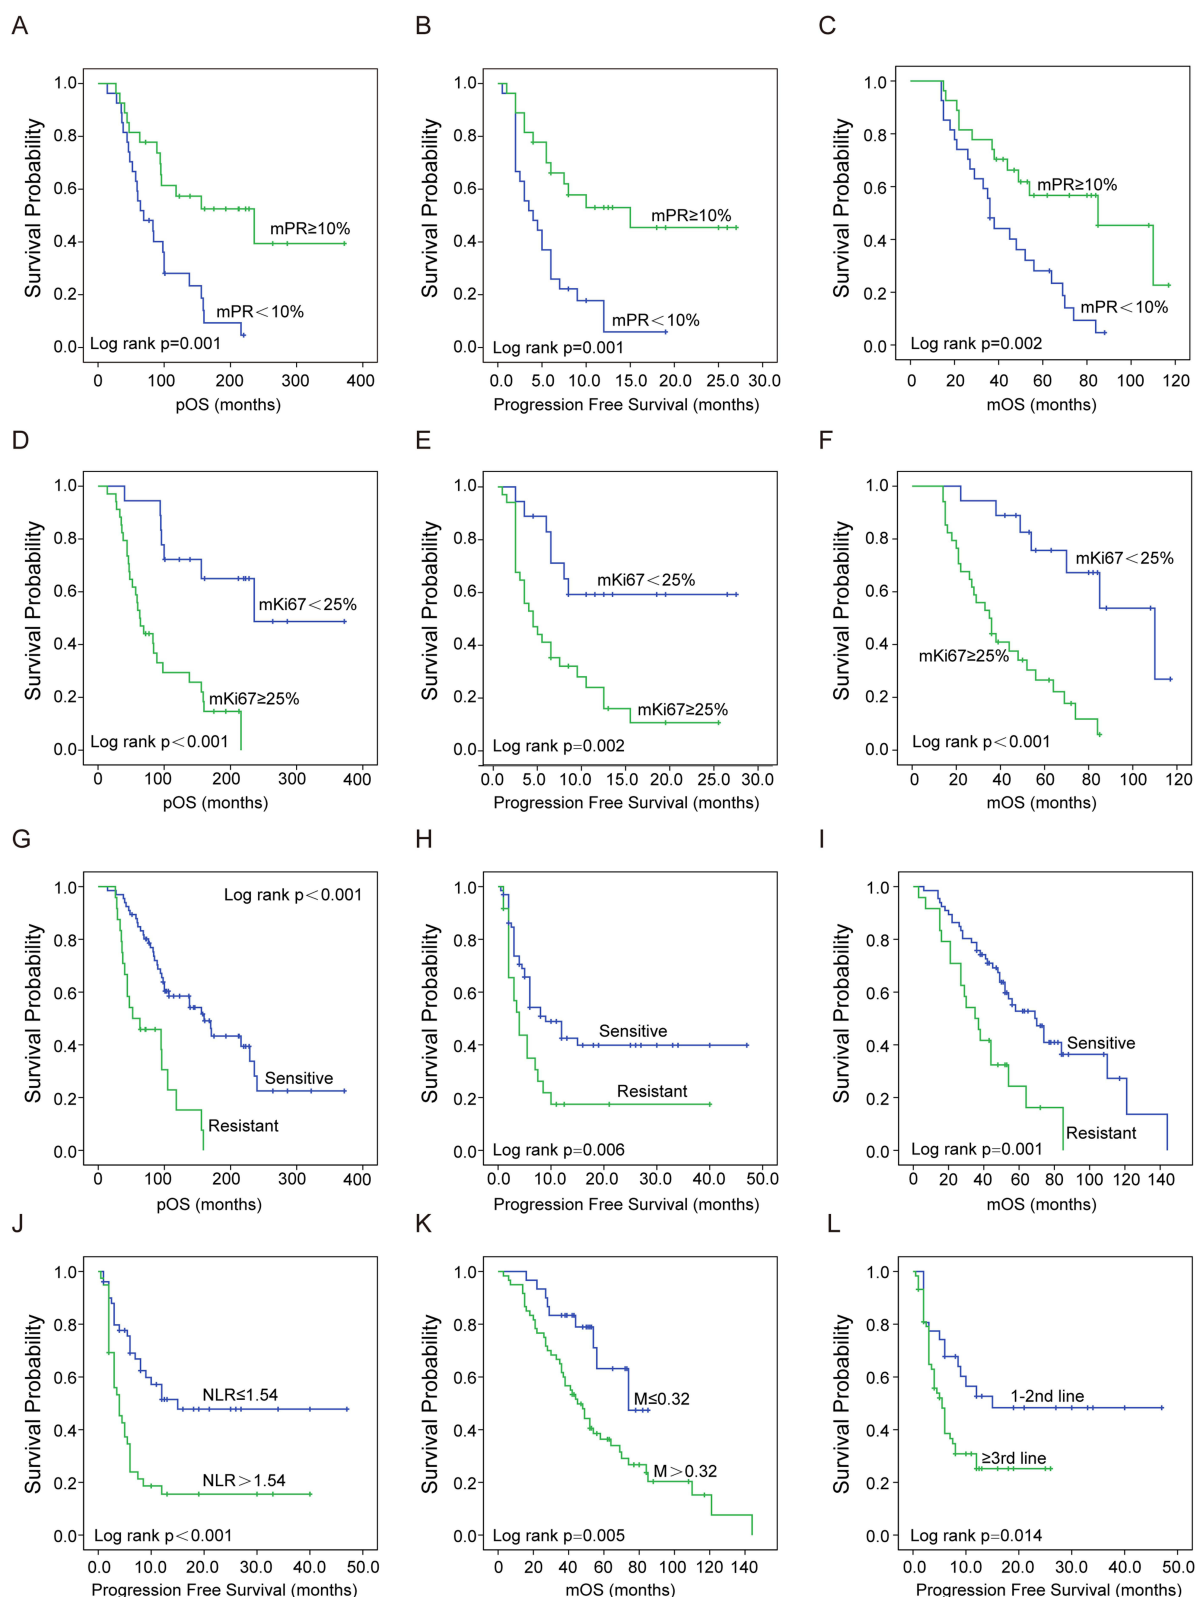 A
B
C
Survival Probability
1.0
0.8
0.6
0.4
0.2
0.0
mPR≥10%
mPR<10%
Log rank p=0.001
0
100
200
300
400
pOS (months)
Survival Probability
1.0
0.8
0.6
0.4
0.2
0.0
mPR≥10%
mPR<10%
Log rank p=0.001
0.0
5.0
10.0
15.0
20.0
25.0
30.0
Progression Free Survival (months)
Survival Probability
1.0
0.8
0.6
0.4
0.2
0.0
mPR≥10%
mPR<10%
Log rank p=0.002
0
20
40
60
80
100
120
mOS (months)
D
E
F
Survival Probability
1.0
0.8
0.6
0.4
0.2
0.0
mKi67<25%
mKi67≥25%
Log rank p<0.001
0
100
200
300
400
pOS (months)
Survival Probability
1.0
0.8
0.6
0.4
0.2
0.0
mKi67<25%
mKi67≥25%
Log rank p=0.002
0.0
5.0
10.0
15.0
20.0
25.0
30.0
Progression Free Survival (months)
Survival Probability
1.0
0.8
0.6
0.4
0.2
0.0
mKi67<25%
mKi67≥25%
Log rank p<0.001
0
20
40
60
80
100
120
mOS (months)
G
H
I
Survival Probability
1.0
0.8
0.6
0.4
0.2
0.0
Log rank p<0.001
Sensitive
Resistant
0
100
200
300
400
pOS (months)
Survival Probability
1.0
0.8
0.6
0.4
0.2
0.0
Sensitive
Resistant
Log rank p=0.006
0.0
10.0
20.0
30.0
40.0
50.0
Progression Free Survival (months)
Survival Probability
1.0
0.8
0.6
0.4
0.2
0.0
Sensitive
Resistant
Log rank p=0.001
0
20
40
60
80
100
120
140
mOS (months)
J
K
L
Survival Probability
1.0
0.8
0.6
0.4
0.2
0.0
NLR≤1.54
NLR>1.54
Log rank p<0.001
0.0
10.0
20.0
30.0
40.0
50.0
Progression Free Survival (months)
Survival Probability
1.0
0.8
0.6
0.4
0.2
0.0
M≤0.32
M>0.32
Log rank p=0.005
0
20
40
60
80
100
120
140
mOS (months)
Survival Probability
1.0
0.8
0.6
0.4
0.2
0.0
1-2nd line
≥3rd line
Log rank p=0.014
0.0
10.0
20.0
30.0
40.0
50.0
Progression Free Survival (months)